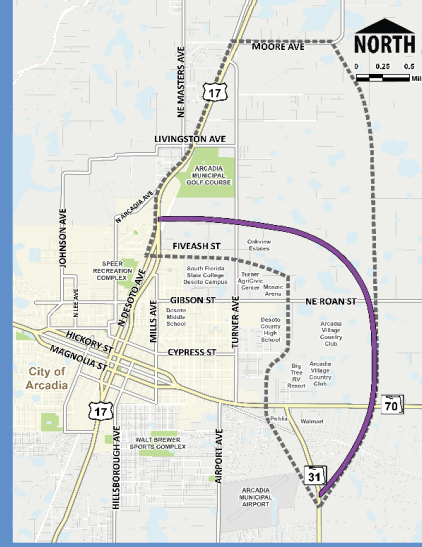 MOORE AVE
NORTH
0 0.25 0.5
Mil
NE MASTERS AVE
17
LIVINGSTON AVE
ARCADIA
MUNICIPAL
GOLF COURSE
N ARCADIA AVE
JOHNSON AVE
FIVEASH ST
Oakview
Estates
SPEER
RECREATION
COMPLEX
South Florida
State College
Desoto Campus
Turner
AgriCivic
Center
Mosaic
Arena
N LEE AVE
N DESOTO AVE
MILLS AVE
GIBSON ST
TURNER AVE
NE ROAN ST
Desoto
Middle
School
Desoto
County
High
School
Arcadia
Village
Country
Club
HICKORY ST
MAGNOLIA ST
CYPRESS ST
City of
Arcadia
Big
Tree
RV
Resort
Arcadia
Village
Country
Club
70
17
HILLSBOROUGH AVE
WALT BREWER
SPORTS COMPLEX
AIRPORT AVE
Publix
Walmart
31
ARCADIA
MUNICIPAL
AIRPORT